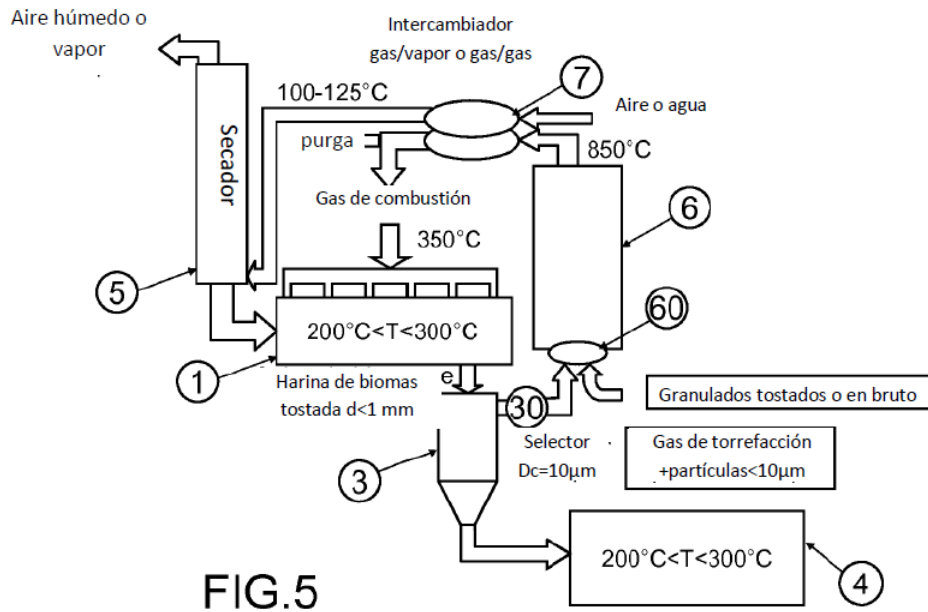 Aire húmedo o
vapor
Intercambiador
gas/vapor o gas/gas
7
100-125°C
Aire o agua
purga
850°C
Secador
Gas de combustión
6
350°C
5
60
200°C<T<300°C
1
e
Harina de biomas
tostada d<1 mm
30
Granulados tostados o en bruto
Selector
Dc=10µm
Gas de torrefacción
+partículas<10µm
3
200°C<T<300°C
4
FIG.5